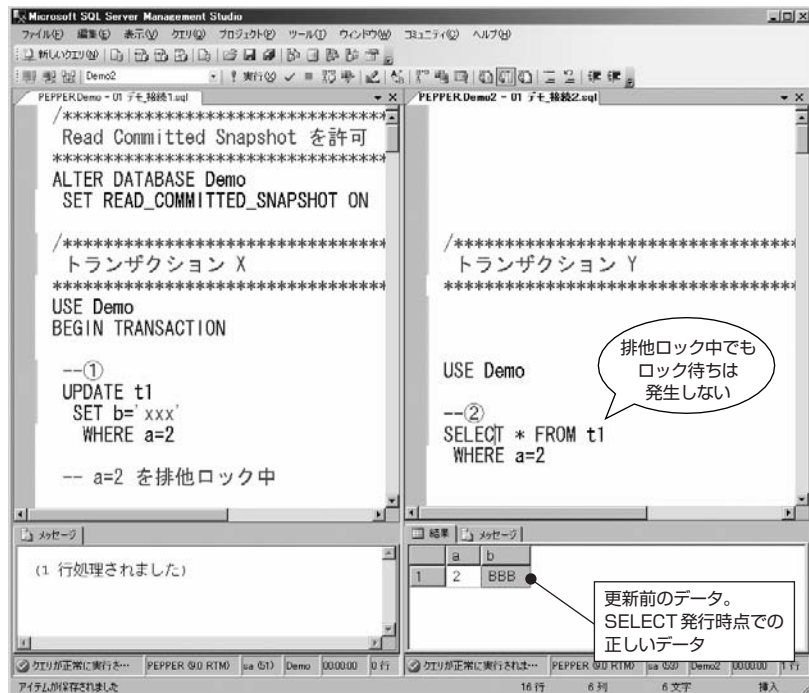 Microsoft SQL Server Management Studio
ファイル(F) 編集(E) 表示(V) クエリ(Q) プロジェクト(P) ツール(T) ウィンドウ(W) コミュニティ(C) ヘルプ(H)
新しいクエリ(N)
Demo2 実行(X)
PEPPER.Demo - 01 デモ_接続1.sql
/********************************
Read Committed Snapshot を許可
*********************************
ALTER DATABASE Demo
SET READ_COMMITTED_SNAPSHOT ON
/********************************
トランザクション X
*********************************
USE Demo
BEGIN TRANSACTION
--①
UPDATE t1
SET b='xxx'
WHERE a=2
-- a=2 を排他ロック中
メッセージ
(1 行処理されました)
クエリが正常に実行さ… PEPPER (9.0 RTM) sa (51) Demo 00:00:00 0 行
PEPPER.Demo2 - 01 デモ_接続2.sql
/*********************************
トランザクション Y
**********************************
USE Demo
--②
SELECT * FROM t1
WHERE a=2
排他ロック中でも
ロック待ちは
発生しない
結果 メッセージ
a b
1 2 BBB
更新前のデータ。
SELECT発行時点での
正しいデータ
クエリが正常に実行されま… PEPPER (9.0 RTM) sa (53) Demo2 00:00:00 1 行
アイテムが保存されました 16 行 6 列 6 文字 挿入